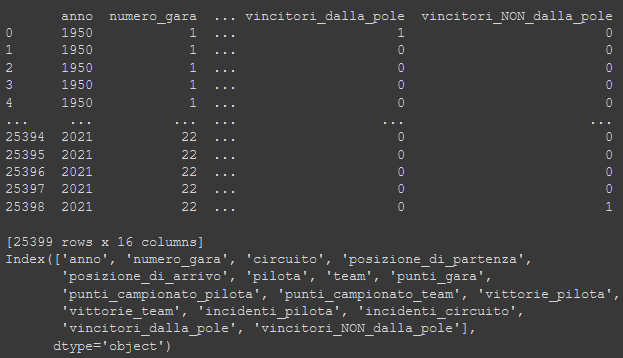 anno numero_gara ... vincitori_dalla_pole vincitori_NON_dalla_pole
0 1950 1 ... 1 0
1 1950 1 ... 0 0
2 1950 1 ... 0 0
3 1950 1 ... 0 0
4 1950 1 ... 0 0
... ... ... ... ... ...
25394 2021 22 ... 0 0
25395 2021 22 ... 0 0
25396 2021 22 ... 0 0
25397 2021 22 ... 0 0
25398 2021 22 ... 0 1
[25399 rows x 16 columns]
Index(['anno', 'numero_gara', 'circuito', 'posizione_di_partenza',
'posizione_di_arrivo', 'pilota', 'team', 'punti_gara',
'punti_campionato_pilota', 'punti_campionato_team', 'vittorie_pilota',
'vittorie_team', 'incidenti_pilota', 'incidenti_circuito',
'vincitori_dalla_pole', 'vincitori_NON_dalla_pole'],
dtype='object')